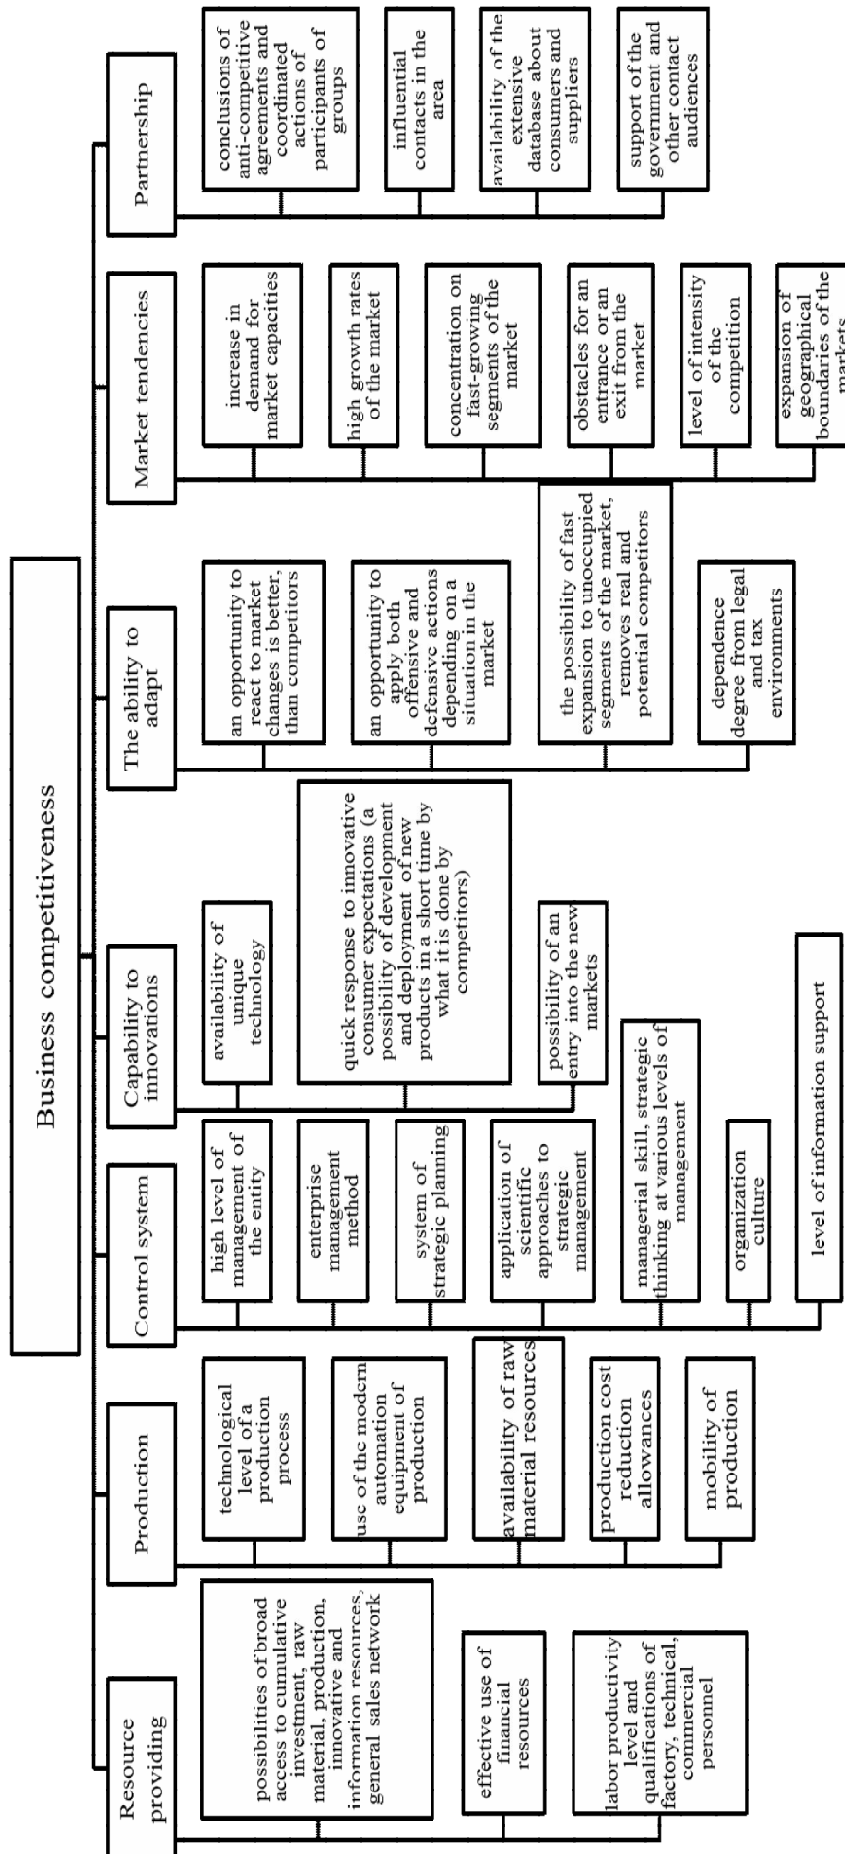 Business competitiveness
Resource
providing
possibilities of broad
access to cumulative
investment, raw
material, production,
innovative and
information resources,
general sales network
effective use of
financial
resources
labor productivity
level and
qualifications of
factory, technical,
commercial
personnel
Production
technological
level of a
production
process
use of the modern
automation
equipment of
production
availability of raw
material resources
production cost
reduction
allowances
mobility of
production
Control system
high level of
management of
the entity
enterprise
management
method
system of
strategic planning
application of
scientific
approaches to
strategic
management
managerial skill, strategic
thinking at various levels of
management
organization
culture
level of information support
Capability to
innovations
availability of
unique
technology
quick response to innovative
consumer expectations (a
possibility of development
and deployment of new
products in a short time by
what it is done by
competitors)
possibility of an
entry into the new
markets
The ability to
adapt
an opportunity to
react to market
changes is better,
than competitors
an opportunity to
apply both
offensive and
defensive actions
depending on a
situation in the
market
the possibility of fast
expansion to unoccupied
segments of the market,
removes real and
potential competitors
dependence
degree from legal
and tax
environments
Market tendencies
increase in
demand for
market capacities
high growth rates
of the market
concentration on
fast-growing
segments of the
market
obstacles for an
entrance or an
exit from the
market
level of intensity
of the
competition
expansion of
geographical
boundaries of the
markets
Partnership
conclusions of
anti-competitive
agreements and
coordinated
actions of
participants of
groups
influential
contacts in the
area
availability of the
extensive
database about
consumers and
suppliers
support of the
government and
other contact
audiences